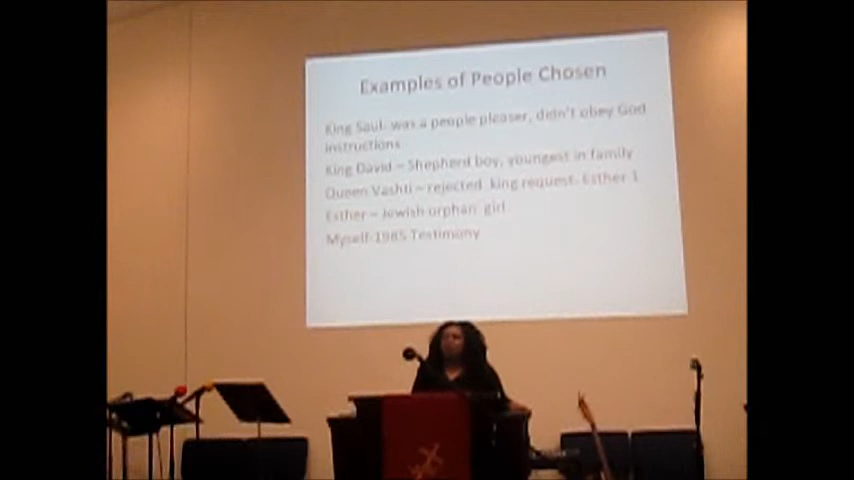 Examples of People Chosen
King Saul- was a people pleaser, didn't obey God
instructions
King David – Shepherd boy, youngest in family
Queen Vashti – rejected king request. Esther 1
Esther – Jewish orphan girl
Myself-1985 Testimony